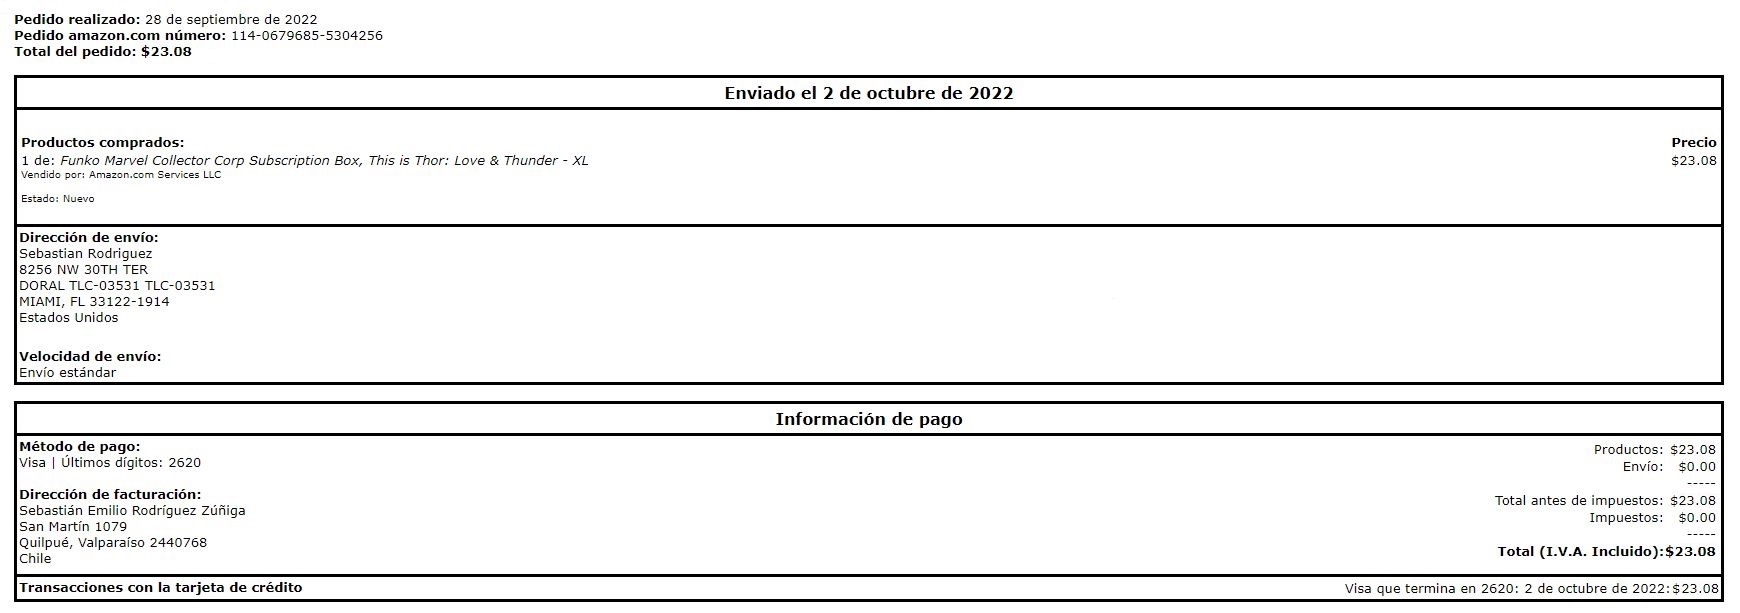 Pedido realizado: 28 de septiembre de 2022
Pedido amazon.com número: 114-0679685-5304256
Total del pedido: $23.08
Enviado el 2 de octubre de 2022
Productos comprados: Precio
1 de: Funko Marvel Collector Corp Subscription Box, This is Thor: Love & Thunder - XL $23.08
Vendido por: Amazon.com Services LLC
Estado: Nuevo
Dirección de envío:
Sebastian Rodriguez
8256 NW 30TH TER
DORAL TLC-03531 TLC-03531
MIAMI, FL 33122-1914
Estados Unidos
Velocidad de envío:
Envío estándar
Información de pago
Método de pago:
Visa | Últimos dígitos: 2620
Dirección de facturación:
Sebastián Emilio Rodríguez Zúñiga
San Martín 1079
Quilpué, Valparaíso 2440768
Chile
Productos: $23.08
Envío: $0.00
-----
Total antes de impuestos: $23.08
Impuestos: $0.00
-----
Total (I.V.A. Incluido): $23.08
Transacciones con la tarjeta de crédito Visa que termina en 2620: 2 de octubre de 2022: $23.08